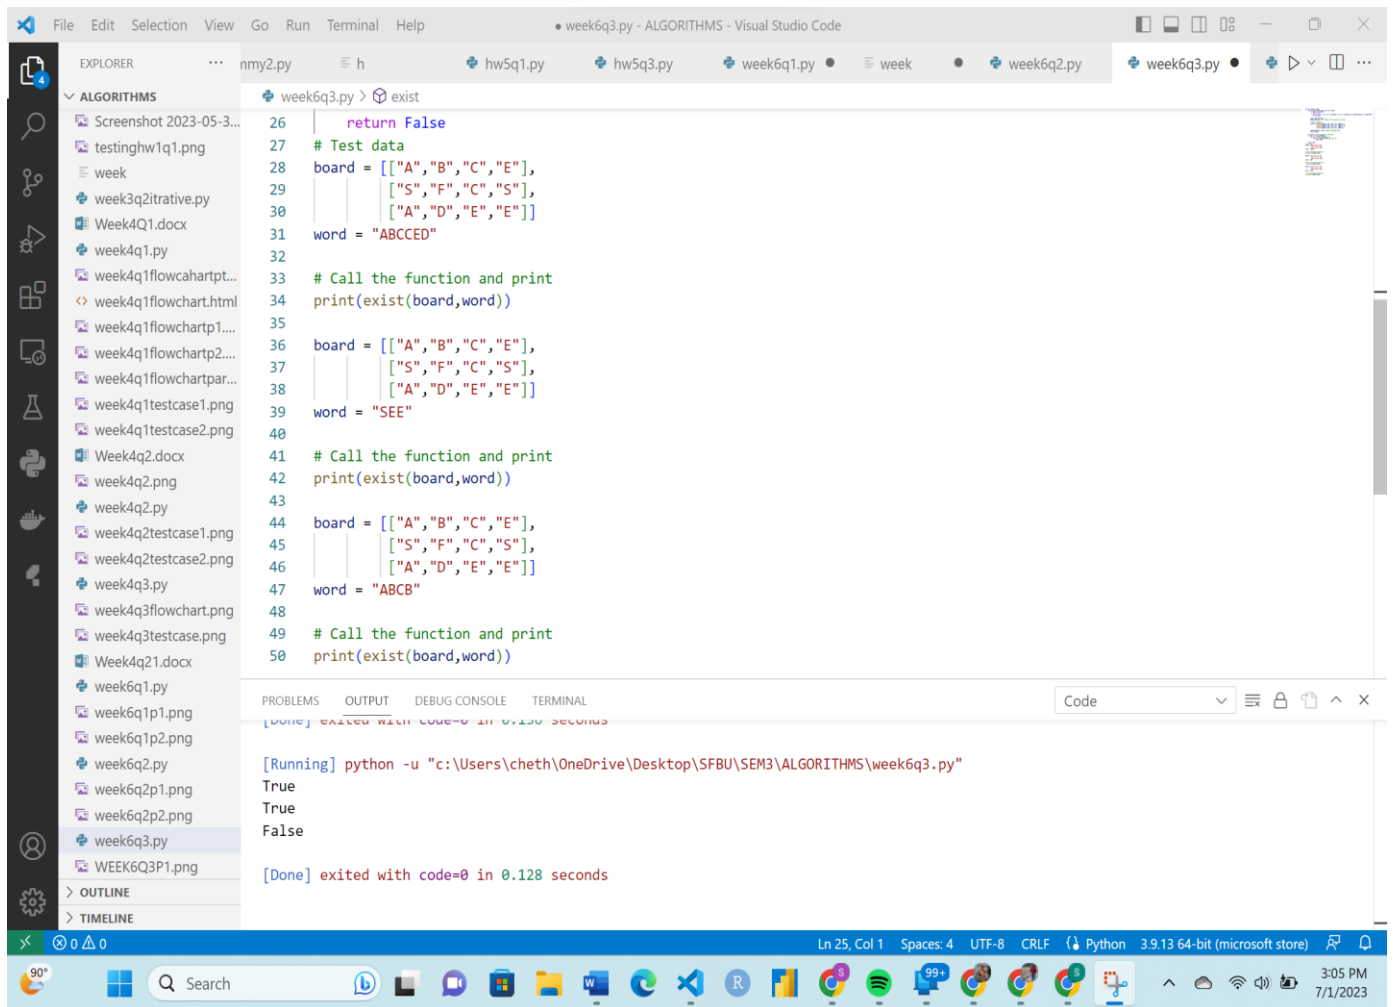 File Edit Selection View Go Run Terminal Help
● week6q3.py - ALGORITHMS - Visual Studio Code
EXPLORER ···
mmy2.py h hw5q1.py hw5q3.py week6q1.py ● week ● week6q2.py week6q3.py ● ···
4
ALGORITHMS
Screenshot 2023-05-3...
testinghw1q1.png
week
week3q2itrative.py
Week4Q1.docx
week4q1.py
week4q1flowcahartpt...
week4q1flowchart.html
week4q1flowchartp1....
week4q1flowchartp2....
week4q1flowchartpar...
week4q1testcase1.png
week4q1testcase2.png
Week4q2.docx
week4q2.png
week4q2.py
week4q2testcase1.png
week4q2testcase2.png
week4q3.py
week4q3flowchart.png
week4q3testcase.png
Week4q21.docx
week6q1.py
week6q1p1.png
week6q1p2.png
week6q2.py
week6q2p1.png
week6q2p2.png
week6q3.py
WEEK6Q3P1.png
OUTLINE
TIMELINE
week6q3.py > exist
26 return False
27 # Test data
28 board = [["A","B","C","E"],
29 ["S","F","C","S"],
30 ["A","D","E","E"]]
31 word = "ABCCED"
32
33 # Call the function and print
34 print(exist(board,word))
35
36 board = [["A","B","C","E"],
37 ["S","F","C","S"],
38 ["A","D","E","E"]]
39 word = "SEE"
40
41 # Call the function and print
42 print(exist(board,word))
43
44 board = [["A","B","C","E"],
45 ["S","F","C","S"],
46 ["A","D","E","E"]]
47 word = "ABCB"
48
49 # Call the function and print
50 print(exist(board,word))
PROBLEMS OUTPUT DEBUG CONSOLE TERMINAL Code
[Done] exited with code=0 in 0.150 seconds
[Running] python -u "c:\Users\cheth\OneDrive\Desktop\SFBU\SEM3\ALGORITHMS\week6q3.py"
True
True
False
[Done] exited with code=0 in 0.128 seconds
0 0 Ln 25, Col 1 Spaces: 4 UTF-8 CRLF Python 3.9.13 64-bit (microsoft store)
90° Search 99+ 3:05 PM
7/1/2023